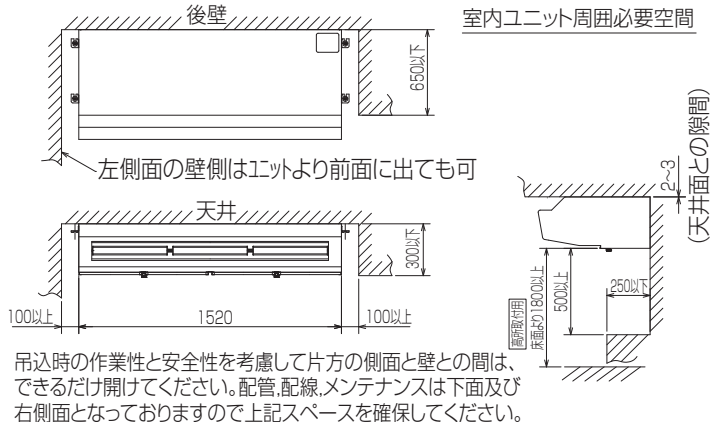 後壁
室内ユニット周囲必要空間
650以下
左側面の壁側はユニットより前面に出ても可
2~3
(天井面との隙間)
天井
300以下
100以上
1520
100以上
高所取付用
床面より1800以上
500以上
250以下
吊込時の作業性と安全性を考慮して片方の側面と壁との間は、
できるだけ開けてください。配管,配線,メンテナンスは下面及び
右側面となっておりますので上記スペースを確保してください。